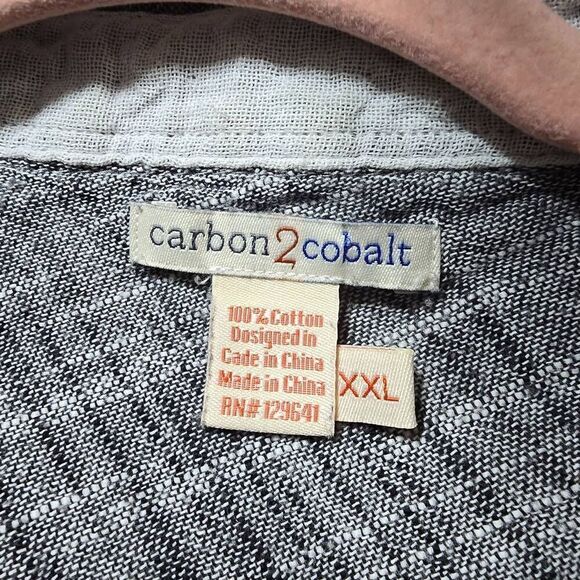 carbon2cobalt
100% Cotton
Dosigned in
Cade in China
Made in China
RN# 129641
XXL